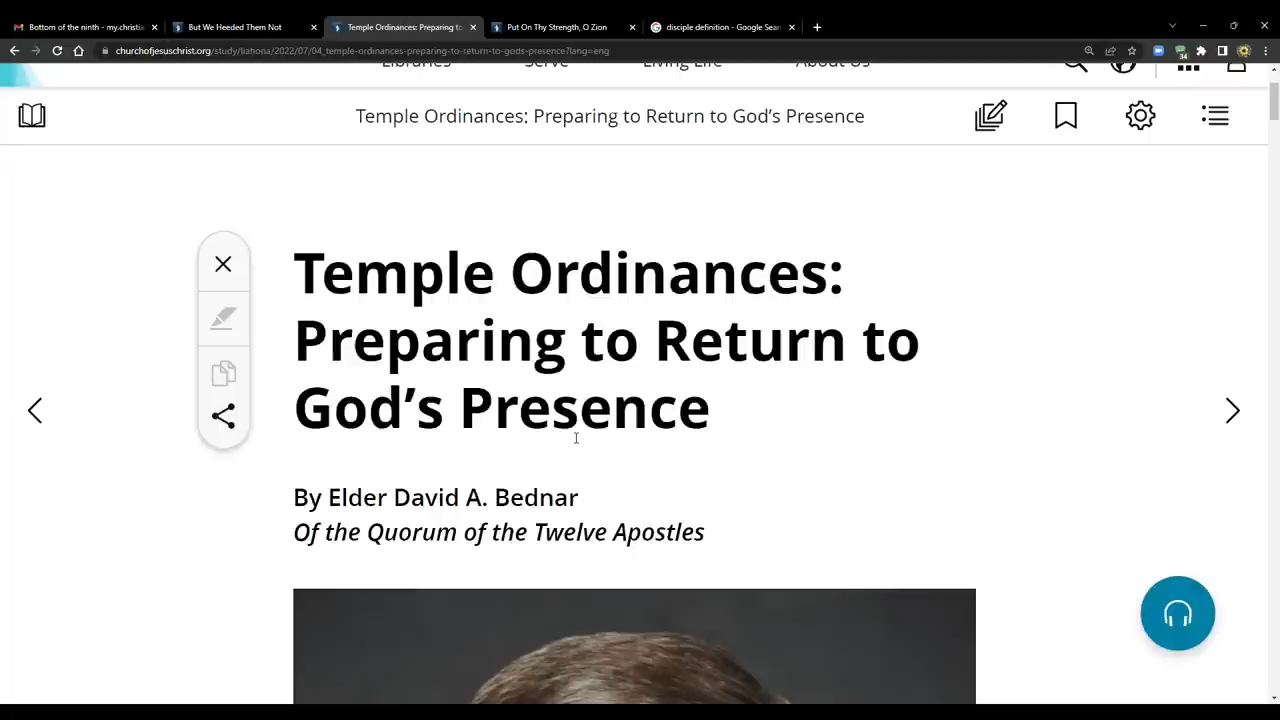 Bottom of the ninth - my.christi
But We Heeded Them Not
Temple Ordinances: Preparing to
Put On Thy Strength, O Zion
disciple definition - Google Sear
churchofjesuschrist.org/study/liahona/2022/07/04_temple-ordinances-preparing-to-return-to-gods-presence?lang=eng
34
Libraries Serve Living Life About Us
Temple Ordinances: Preparing to Return to God's Presence
Temple Ordinances:
Preparing to Return to
God's Presence
By Elder David A. Bednar
Of the Quorum of the Twelve Apostles